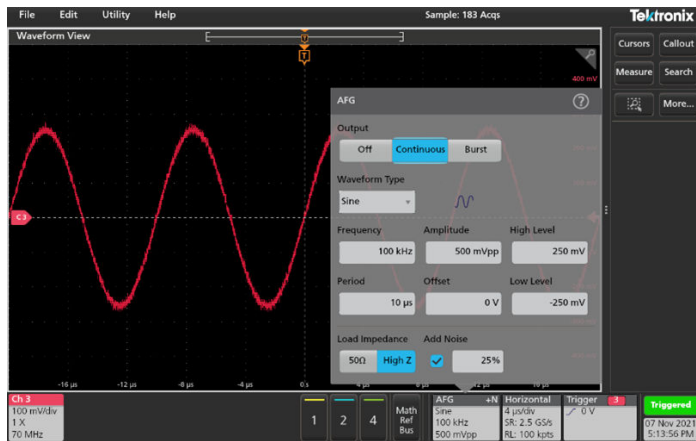 File Edit Utility Help Sample: 183 Acqs Tektronix
Waveform View
T
T
400 mV
C 3
Cursors Callout
Measure Search
More...
AFG ?
Output
Off Continuous Burst
Waveform Type
Sine
Frequency Amplitude High Level
100 kHz 500 mVpp 250 mV
Period Offset Low Level
10 µs 0 V -250 mV
Load Impedance Add Noise
50Ω High Z 25%
-16 µs -12 µs -8 µs -4 µs 0 s
Ch 3
100 mV/div
1 X
70 MHz
1 2 4
Math
Ref
Bus
AFG +N
Sine
100 kHz
500 mVpp
Horizontal
4 µs/div
SR: 2.5 GS/s
RL: 100 kpts
Trigger 3
0 V
Triggered
07 Nov 2021
5:13:56 PM